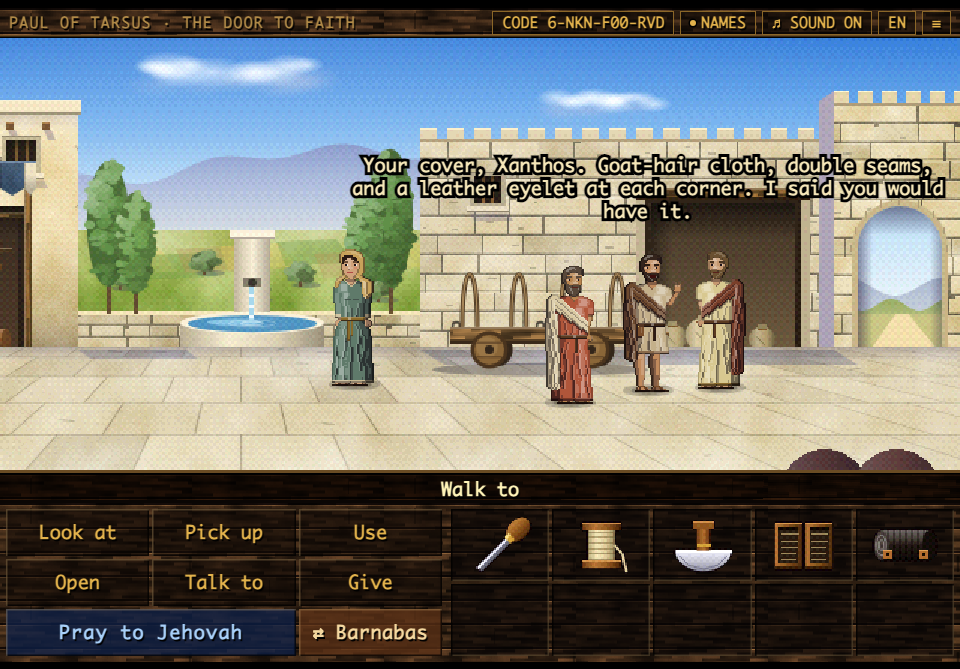 PAUL OF TARSUS · THE DOOR TO FAITH
CODE 6-NKN-F00-RVD
● NAMES
♬ SOUND ON
EN
≡
Your cover, Xanthos. Goat-hair cloth, double seams,
and a leather eyelet at each corner. I said you would
have it.
Walk to
Look at
Pick up
Use
Open
Talk to
Give
Pray to Jehovah
⇄ Barnabas